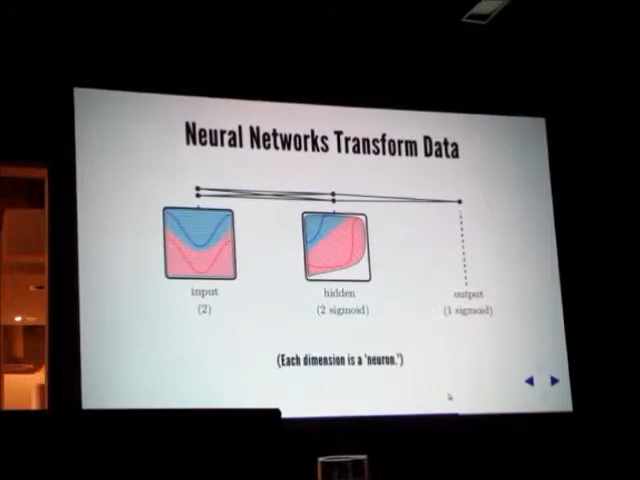 Neural Networks Transform Data
input
(2)
hidden
(2 sigmoid)
output
(1 sigmoid)
(Each dimension is a 'neuron.')